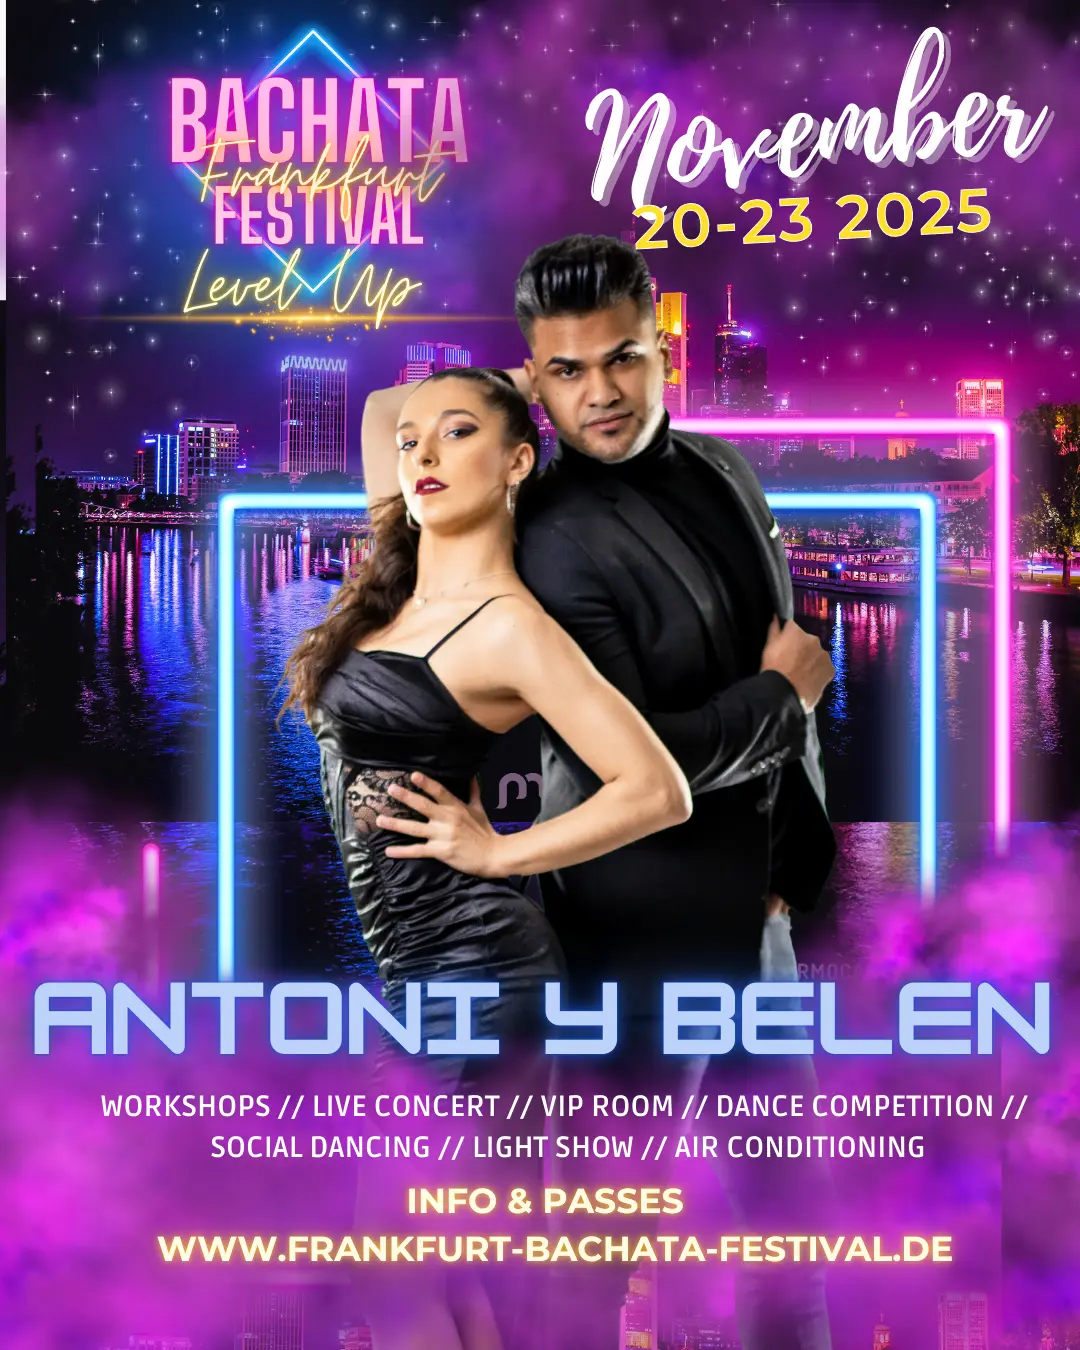 BACHATA
Frankfurt
FESTIVAL
Level Up
November
20-23 2025
ANTONI Y BELEN
WORKSHOPS // LIVE CONCERT // VIP ROOM // DANCE COMPETITION //
SOCIAL DANCING // LIGHT SHOW // AIR CONDITIONING
INFO & PASSES
WWW.FRANKFURT-BACHATA-FESTIVAL.DE